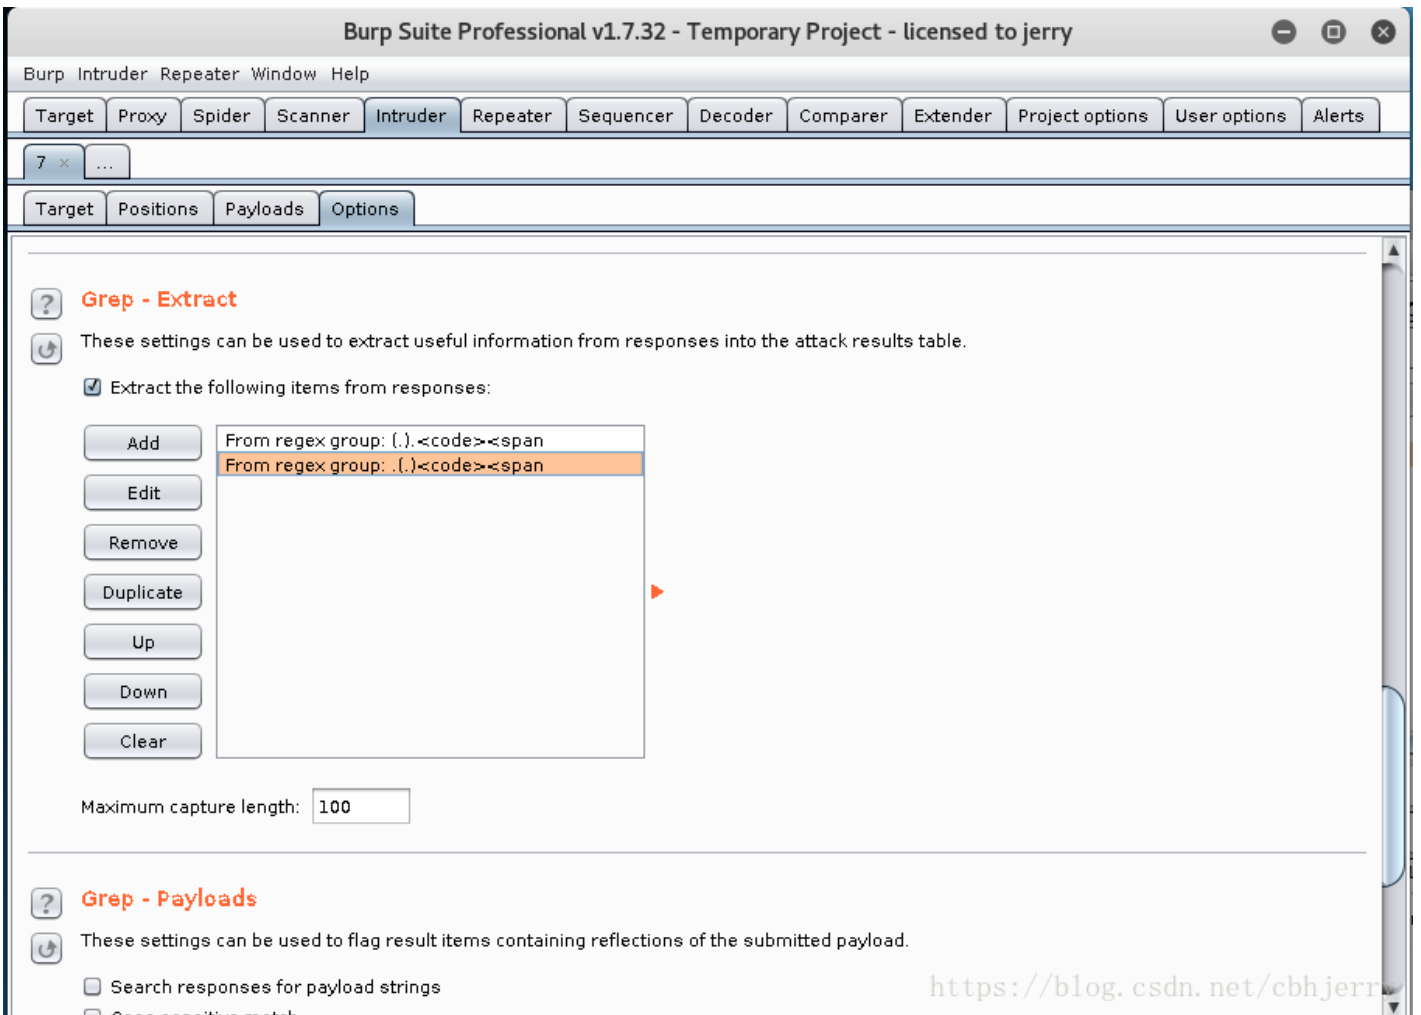 Burp Suite Professional v1.7.32 - Temporary Project - licensed to jerry
Burp Intruder Repeater Window Help
Target Proxy Spider Scanner Intruder Repeater Sequencer Decoder Comparer Extender Project options User options Alerts
7 × ...
Target Positions Payloads Options
? Grep - Extract
These settings can be used to extract useful information from responses into the attack results table.
Extract the following items from responses:
Add
Edit
Remove
Duplicate
Up
Down
Clear
From regex group: (.).<code><span
From regex group: .(.)<code><span
Maximum capture length: 100
? Grep - Payloads
These settings can be used to flag result items containing reflections of the submitted payload.
Search responses for payload strings
Case sensitive match
https://blog.csdn.net/cbhjerry